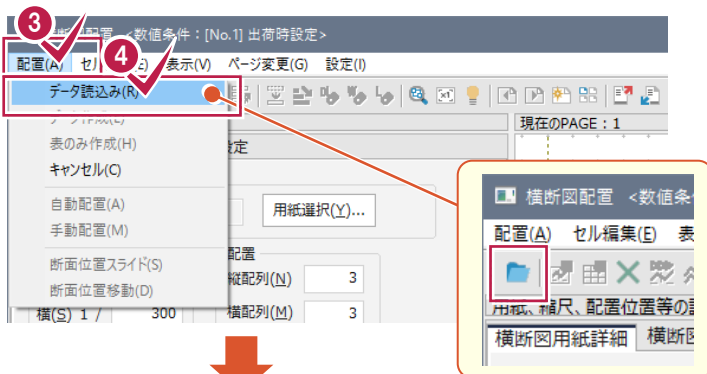 3
横断図配置 <数値条件：[No.1] 出荷時設定>
4
配置(A) セル 表示(V) ページ変更(G) 設定(I)
データ読込み(R)
表のみ作成(H)
キャンセル(C)
自動配置(A)
手動配置(M)
断面位置スライド(S)
断面位置移動(D)
現在のPAGE：1
定
用紙選択(Y)...
配置
縦配列(N) 3
横(S) 1 / 300 横配列(M) 3
横断図配置 <数値条
配置(A) セル編集(E) 表
用紙、縮尺、配置位置等の
横断図用紙詳細 横断